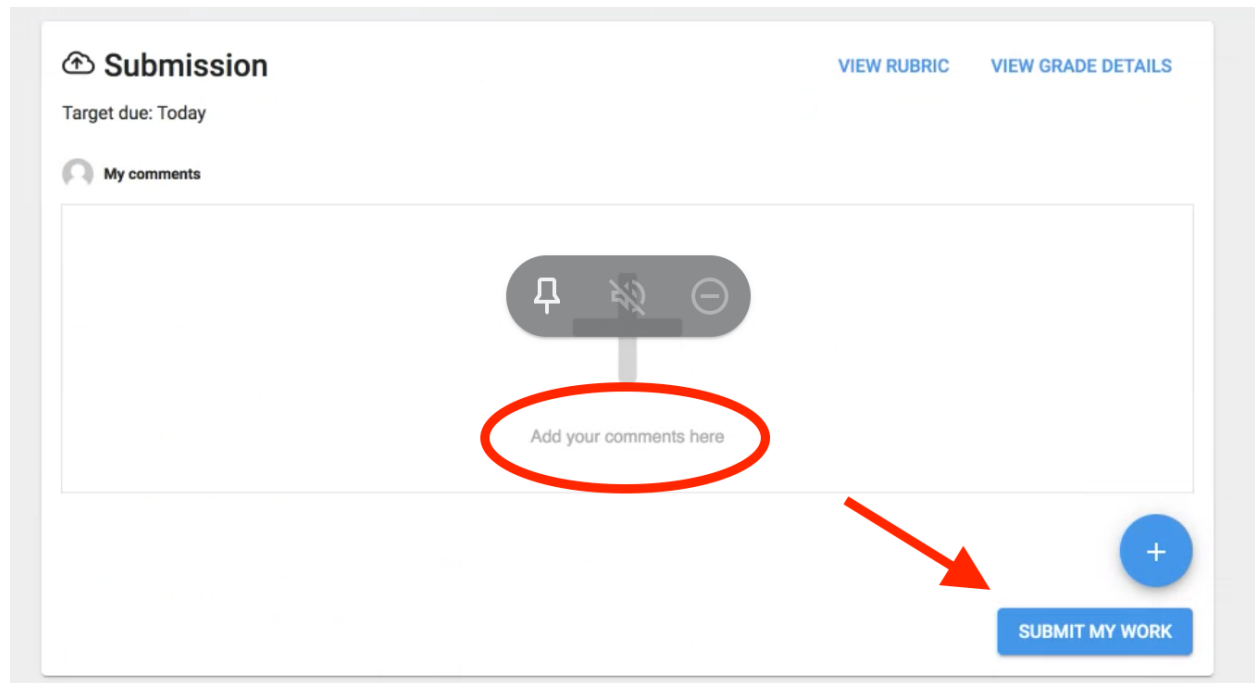 Submission
VIEW RUBRIC VIEW GRADE DETAILS
Target due: Today
My comments
Add your comments here
+
SUBMIT MY WORK